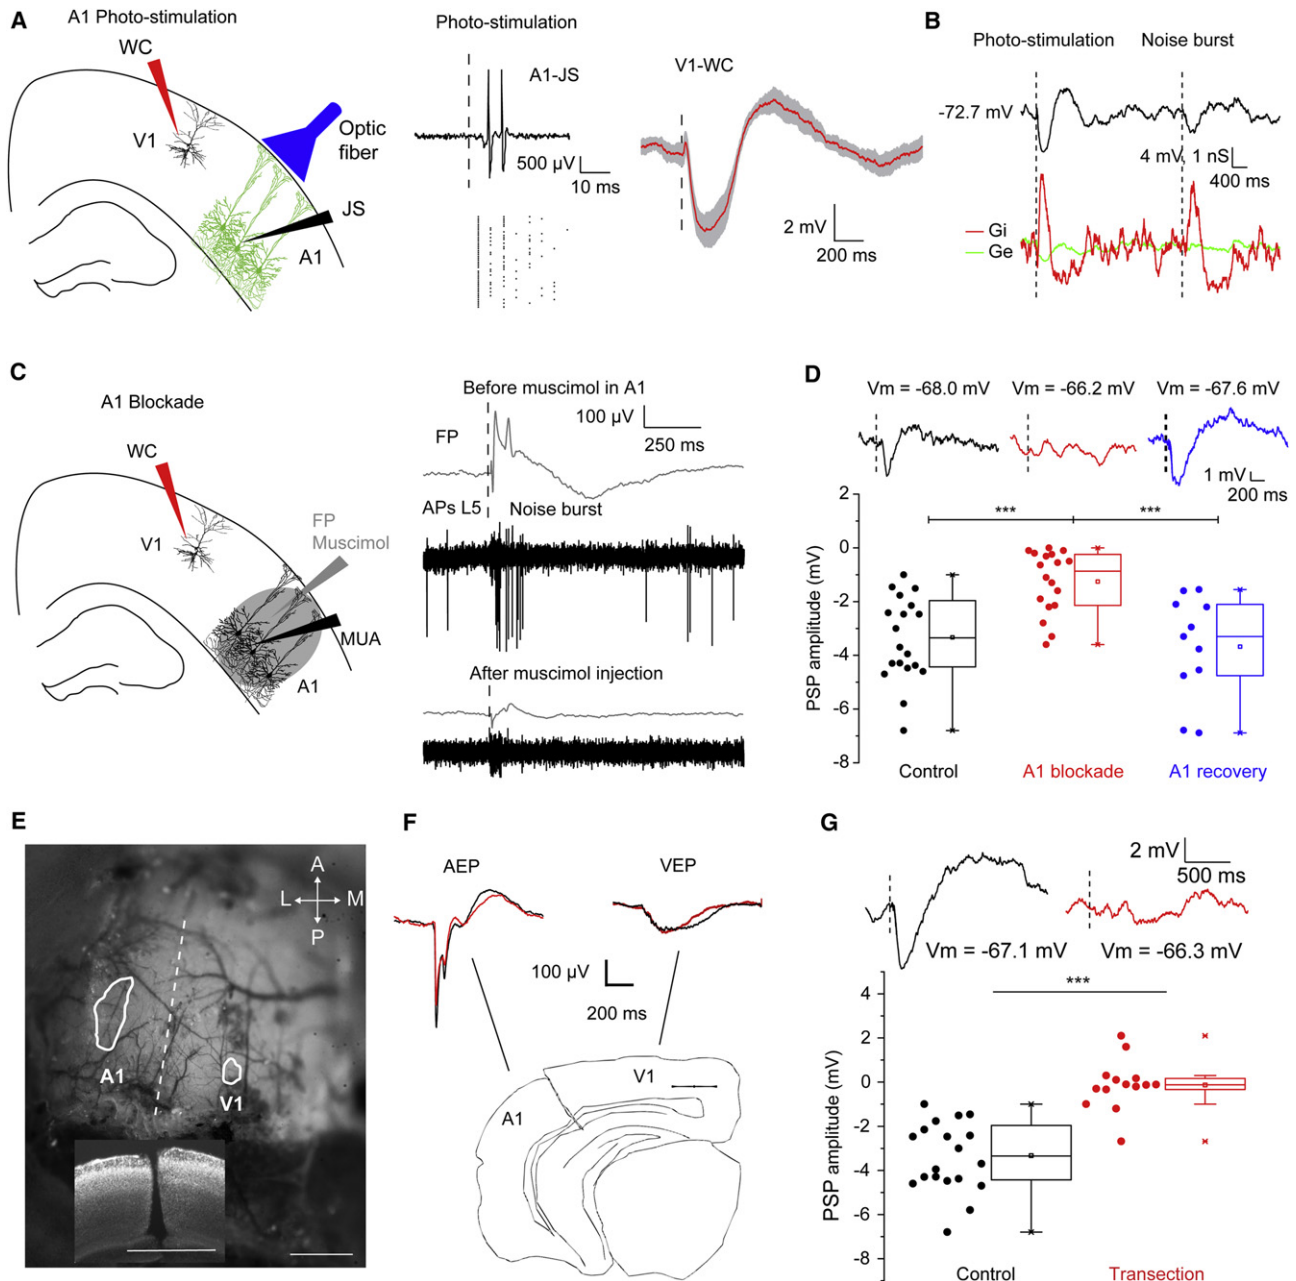 A
A1 Photo-stimulation
WC
V1
Optic
fiber
JS
A1
Photo-stimulation
A1-JS
500 µV
10 ms
V1-WC
2 mV
200 ms
B
Photo-stimulation Noise burst
-72.7 mV
4 mV 1 nS
400 ms
Gi
Ge
C
A1 Blockade
WC
V1
FP
Muscimol
MUA
A1
Before muscimol in A1
100 µV
250 ms
FP
APs L5 Noise burst
After muscimol injection
D
Vm = -68.0 mV Vm = -66.2 mV Vm = -67.6 mV
1 mV
200 ms
*** ***
PSP amplitude (mV)
2
0
-2
-4
-6
-8
Control A1 blockade A1 recovery
E
A
L M
P
A1
V1
F
AEP VEP
100 µV
200 ms
V1
A1
G
2 mV
500 ms
Vm = -67.1 mV Vm = -66.3 mV
***
PSP amplitude (mV)
4
2
0
-2
-4
-6
-8
Control Transection